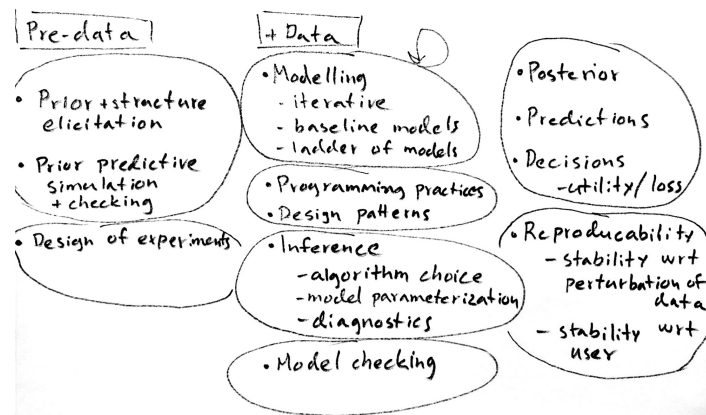 Pre-data
• Prior + structure
elicitation
• Prior predictive
simulation
+ checking
• Design of experiments
+ Data
• Modelling
- iterative
- baseline models
- ladder of models
• Programming practices
• Design patterns
• Inference
- algorithm choice
- model parameterization
- diagnostics
• Model checking
• Posterior
• Predictions
• Decisions
- utility/loss
• Reproducability
- stability wrt
perturbation of
data
- stability wrt
user